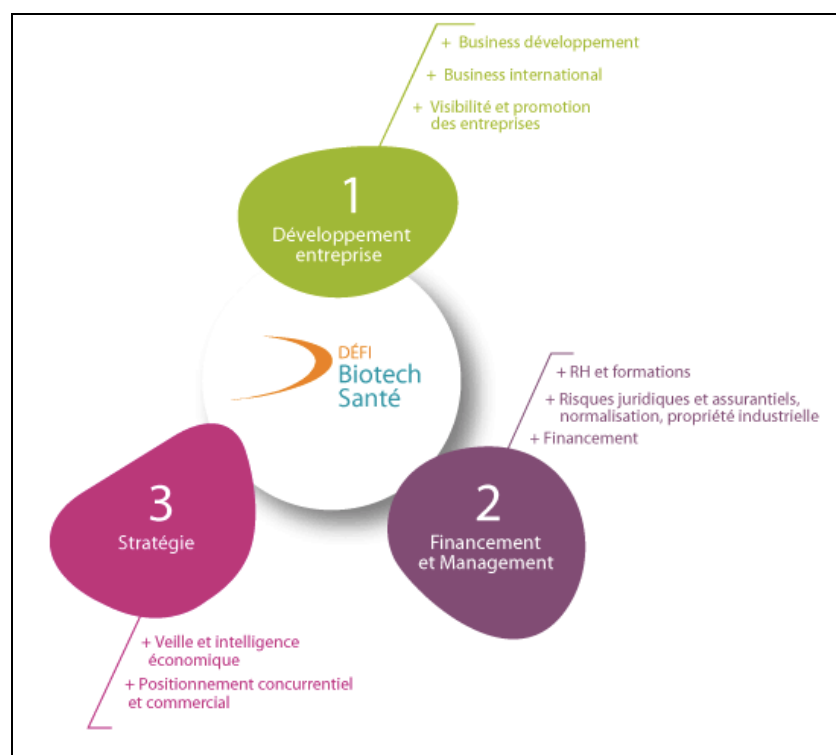 + Business développement
+ Business international
+ Visibilité et promotion
des entreprises
1
Développement
entreprise
DÉFI
Biotech
Santé
+ RH et formations
+ Risques juridiques et assurantiels,
normalisation, propriété industrielle
+ Financement
2
Financement
et Management
3
Stratégie
+ Veille et intelligence
économique
+ Positionnement concurrentiel
et commercial